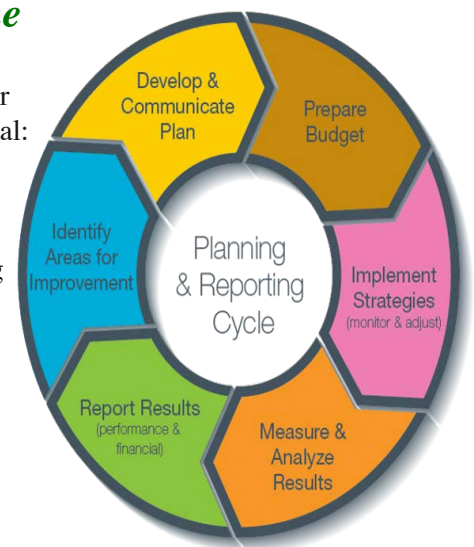 Develop &
Communicate
Plan
Prepare
Budget
Implement
Strategies
(monitor & adjust)
Measure &
Analyze
Results
Report Results
(performance &
financial)
Identify
Areas for
Improvement
Planning
& Reporting
Cycle